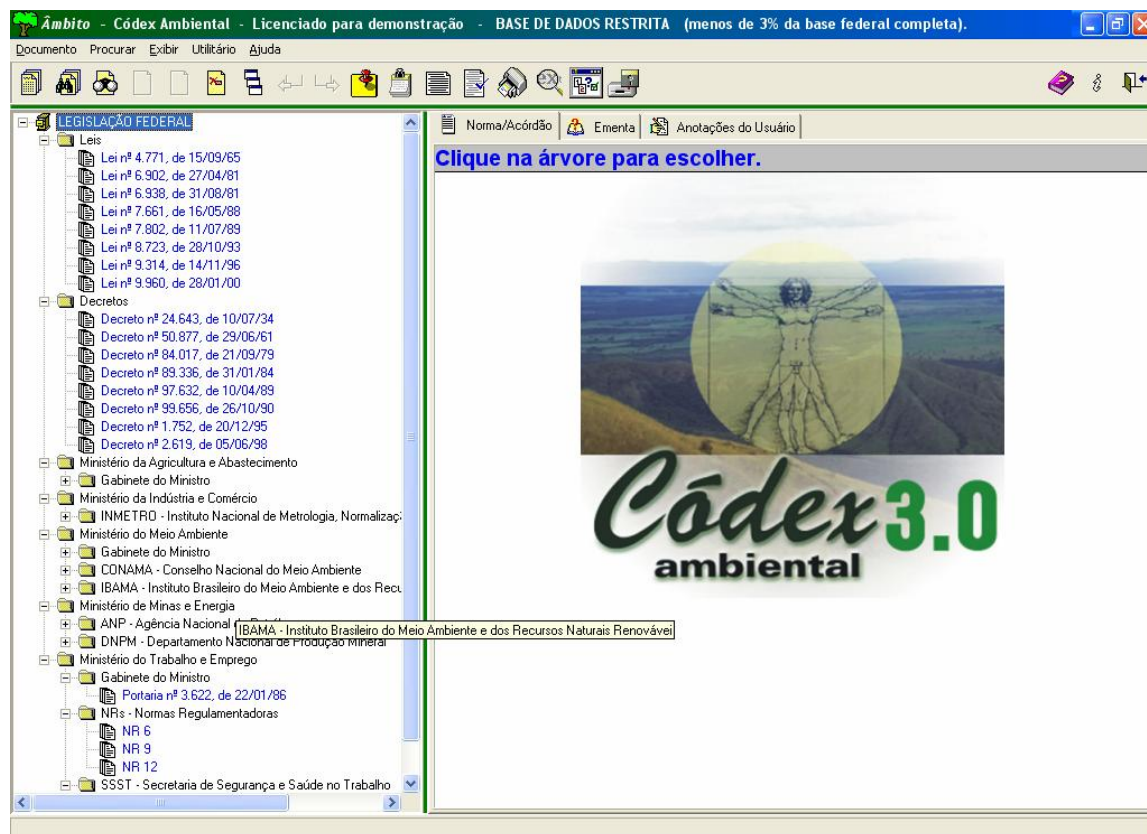 Âmbito - Códex Ambiental - Licenciado para demonstração - BASE DE DADOS RESTRITA (menos de 3% da base federal completa).
Documento Procurar Exibir Utilitário Ajuda
LEGISLAÇÃO FEDERAL
Leis
Lei nº 4.771, de 15/09/65
Lei nº 6.902, de 27/04/81
Lei nº 6.938, de 31/08/81
Lei nº 7.661, de 16/05/88
Lei nº 7.802, de 11/07/89
Lei nº 8.723, de 28/10/93
Lei nº 9.314, de 14/11/96
Lei nº 9.960, de 28/01/00
Decretos
Decreto nº 24.643, de 10/07/34
Decreto nº 50.877, de 29/06/61
Decreto nº 84.017, de 21/09/79
Decreto nº 89.336, de 31/01/84
Decreto nº 97.632, de 10/04/89
Decreto nº 99.656, de 26/10/90
Decreto nº 1.752, de 20/12/95
Decreto nº 2.619, de 05/06/98
Ministério da Agricultura e Abastecimento
Gabinete do Ministro
Ministério da Indústria e Comércio
INMETRO - Instituto Nacional de Metrologia, Normalizaç
Ministério do Meio Ambiente
Gabinete do Ministro
CONAMA - Conselho Nacional do Meio Ambiente
IBAMA - Instituto Brasileiro do Meio Ambiente e dos Recu
Ministério de Minas e Energia
ANP - Agência Nacional
IBAMA - Instituto Brasileiro do Meio Ambiente e dos Recursos Naturais Renovávei
DNPM - Departamento Nacional de Produção Mineral
Ministério do Trabalho e Emprego
Gabinete do Ministro
Portaria nº 3.622, de 22/01/86
NRs - Normas Regulamentadoras
NR 6
NR 9
NR 12
SSST - Secretaria de Segurança e Saúde no Trabalho
Norma/Acórdão Ementa Anotações do Usuário
Clique na árvore para escolher.
Códex 3.0
ambiental